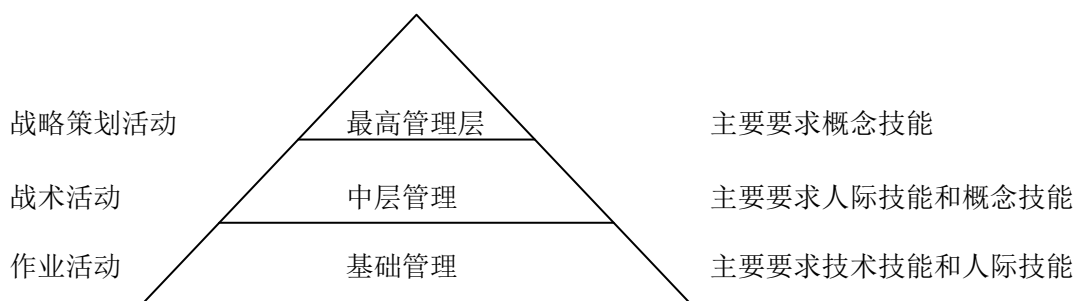 战略策划活动 最高管理层 主要要求概念技能
战术活动 中层管理 主要要求人际技能和概念技能
作业活动 基础管理 主要要求技术技能和人际技能